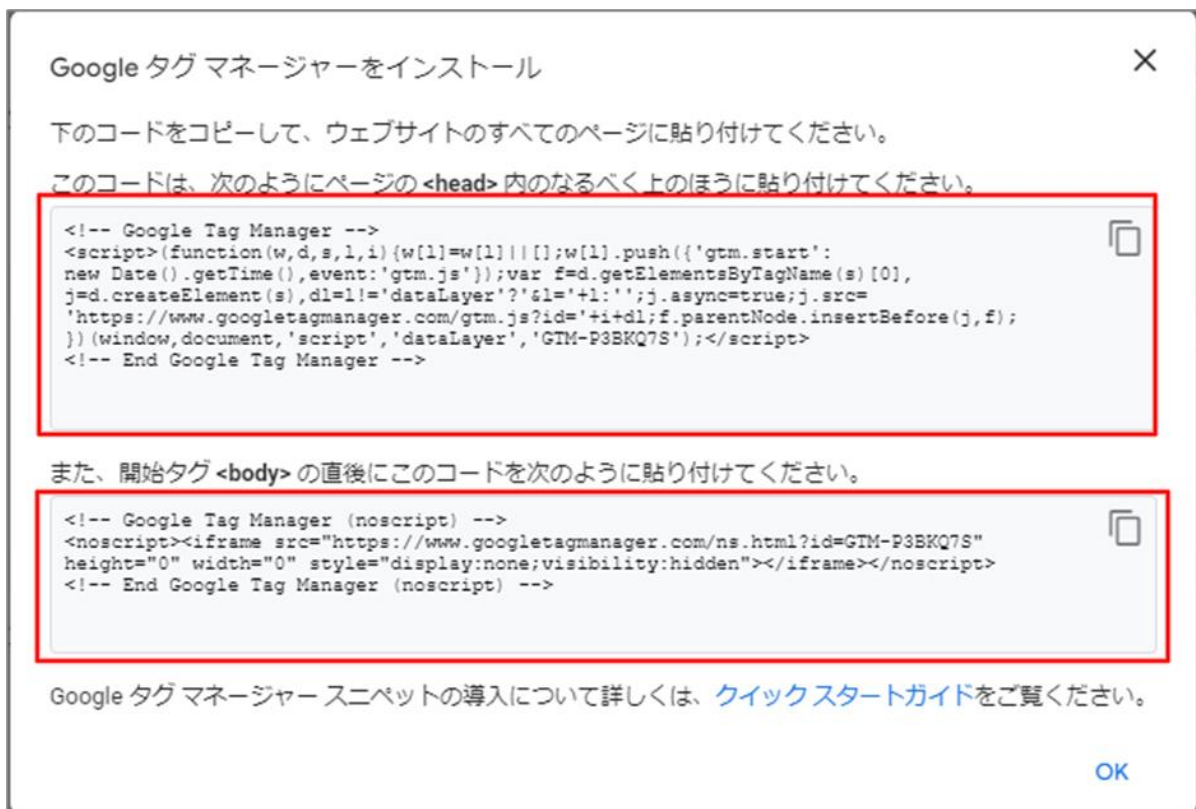 Google タグ マネージャーをインストール
下のコードをコピーして、ウェブサイトのすべてのページに貼り付けてください。
このコードは、次のようにページの <head> 内のなるべく上のほうに貼り付けてください。
<!-- Google Tag Manager -->
<script>(function(w,d,s,l,i){w[l]=w[l]||[];w[l].push({'gtm.start':
new Date().getTime(),event:'gtm.js'});var f=d.getElementsByTagName(s)[0],
j=d.createElement(s),dl=l!='dataLayer'?'&l='+l:'';j.async=true;j.src=
'https://www.googletagmanager.com/gtm.js?id='+i+dl;f.parentNode.insertBefore(j,f);
})(window,document,'script','dataLayer','GTM-P3BKQ7S');</script>
<!-- End Google Tag Manager -->
また、開始タグ <body> の直後にこのコードを次のように貼り付けてください。
<!-- Google Tag Manager (noscript) -->
<noscript><iframe src="https://www.googletagmanager.com/ns.html?id=GTM-P3BKQ7S"
height="0" width="0" style="display:none;visibility:hidden"></iframe></noscript>
<!-- End Google Tag Manager (noscript) -->
Google タグ マネージャー スニペットの導入について詳しくは、クイック スタートガイドをご覧ください。
OK